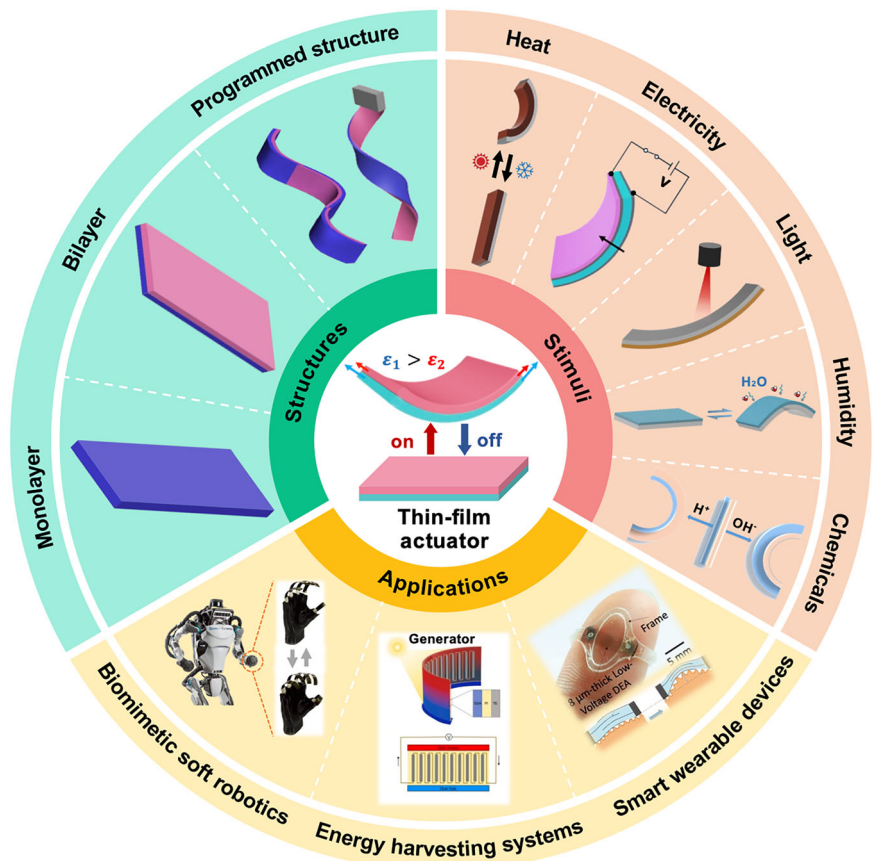 Programmed structure
Bilayer
Monolayer
Structures
Heat
Electricity
Light
Humidity
Chemicals
Stimuli
V
H₂O
H⁺
OH⁻
ε₁ > ε₂
on
off
Thin-film
actuator
Applications
Biomimetic soft robotics
Energy harvesting systems
Generator
Smart wearable devices
Frame
5 mm
8 μm-thick Low-
Voltage DEA